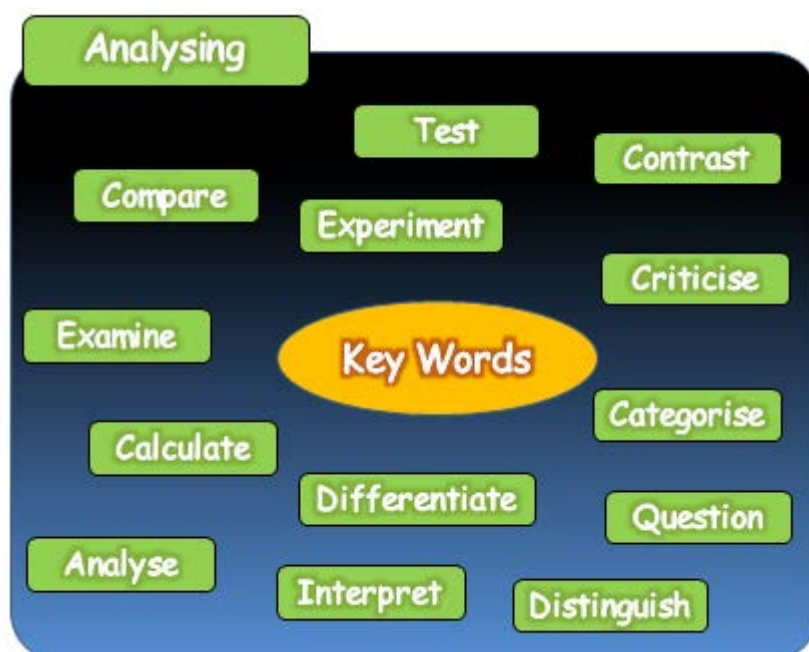 Analysing
Test
Contrast
Compare
Experiment
Criticise
Examine
Key Words
Categorise
Calculate
Differentiate
Question
Analyse
Interpret
Distinguish